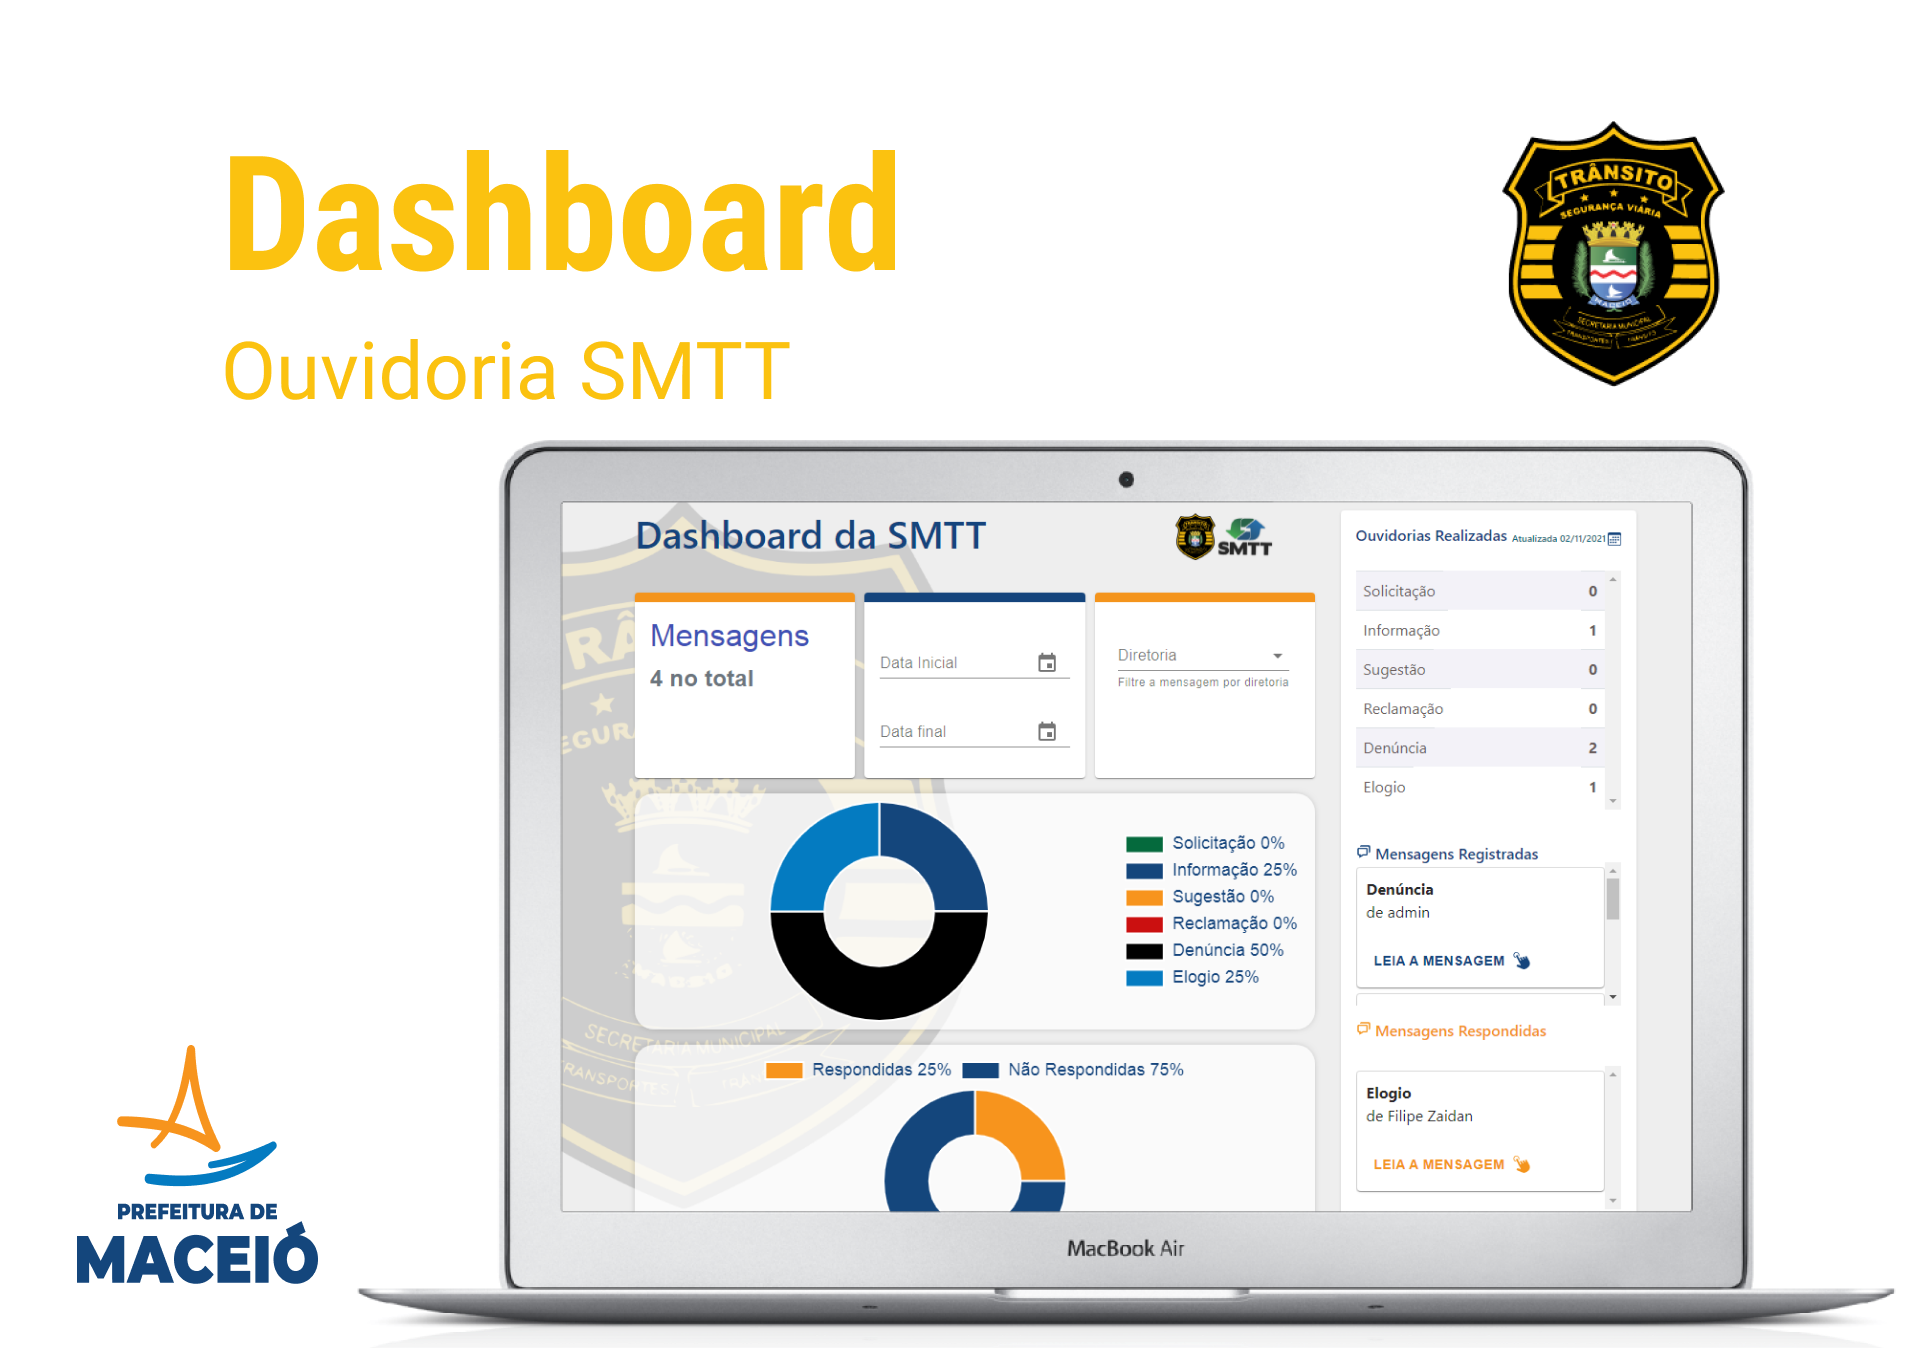 Dashboard
Ouvidoria SMTT
TRÂNSITO
SEGURANÇA VIÁRIA
MACEIÓ
SECRETARIA MUNICIPAL
TRANSPORTES TRÂNSITO
Dashboard da SMTT
SMTT
Mensagens
4 no total
Data Inicial
Data final
Diretoria
Filtre a mensagem por diretoria
Solicitação 0%
Informação 25%
Sugestão 0%
Reclamação 0%
Denúncia 50%
Elogio 25%
Respondidas 25% Não Respondidas 75%
Ouvidorias Realizadas Atualizada 02/11/2021
Solicitação 0
Informação 1
Sugestão 0
Reclamação 0
Denúncia 2
Elogio 1
Mensagens Registradas
Denúncia
de admin
LEIA A MENSAGEM
Mensagens Respondidas
Elogio
de Filipe Zaidan
LEIA A MENSAGEM
MacBook Air
PREFEITURA DE
MACEIÓ